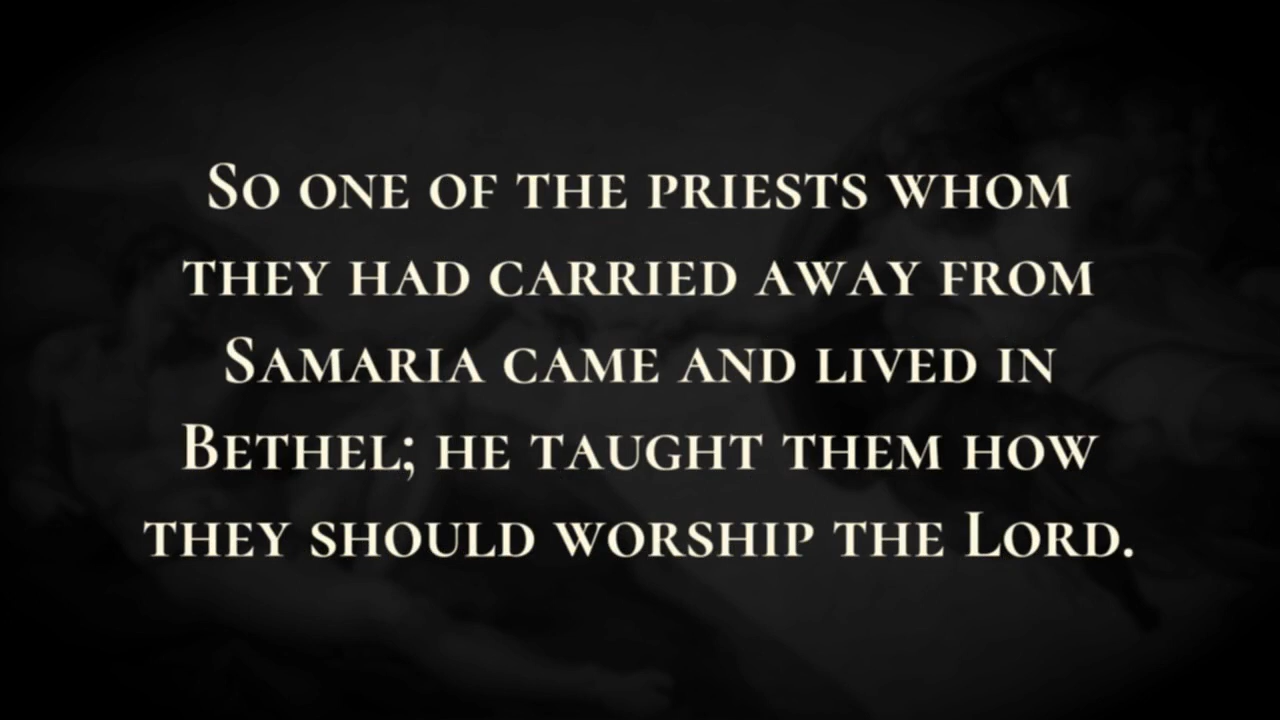 So one of the priests whom
they had carried away from
Samaria came and lived in
Bethel; he taught them how
they should worship the Lord.